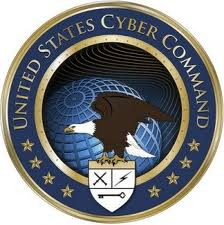 UNITED STATES CYBER COMMAND